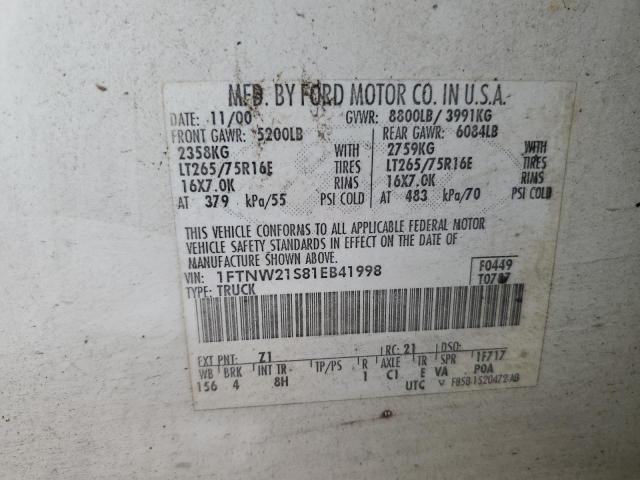 MFD. BY FORD MOTOR CO. IN U.S.A.
DATE: 11/00 GVWR: 8800LB/ 3991KG
FRONT GAWR: 5200LB REAR GAWR: 6084LB
2358KG WITH 2759KG WITH
LT265/75R16E TIRES LT265/75R16E TIRES
16X7.0K RIMS 16X7.0K RIMS
AT 379 kPa/55 PSI COLD AT 483 kPa/70 PSI COLD
THIS VEHICLE CONFORMS TO ALL APPLICABLE FEDERAL MOTOR
VEHICLE SAFETY STANDARDS IN EFFECT ON THE DATE OF
MANUFACTURE SHOWN ABOVE.
VIN: 1FTNW21S81EB41998 F0449
TYPE: TRUCK
EXT PNT: Z1 RC: 21 DSO:
WB BRK INT TR TP/PS R AXLE TR SPR 1F717
156 4 8H 1 C1 E VA POA
UTC V